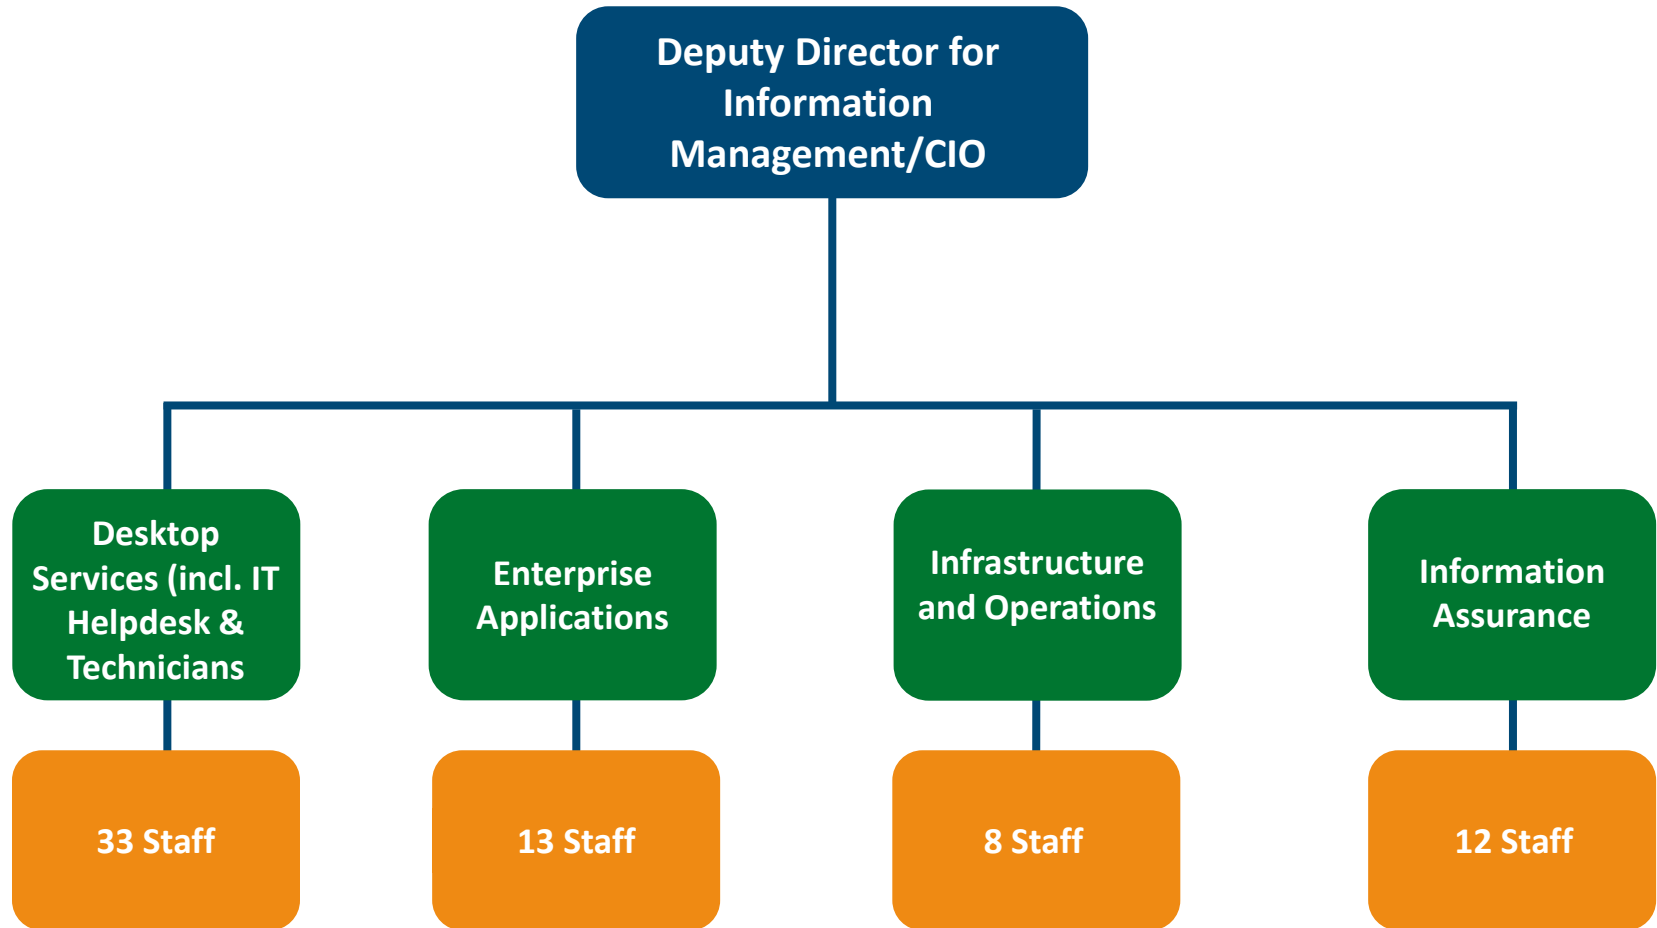 Deputy Director for
Information
Management/CIO
Desktop
Services (incl. IT
Helpdesk &
Technicians
Enterprise
Applications
Infrastructure
and Operations
Information
Assurance
33 Staff
13 Staff
8 Staff
12 Staff